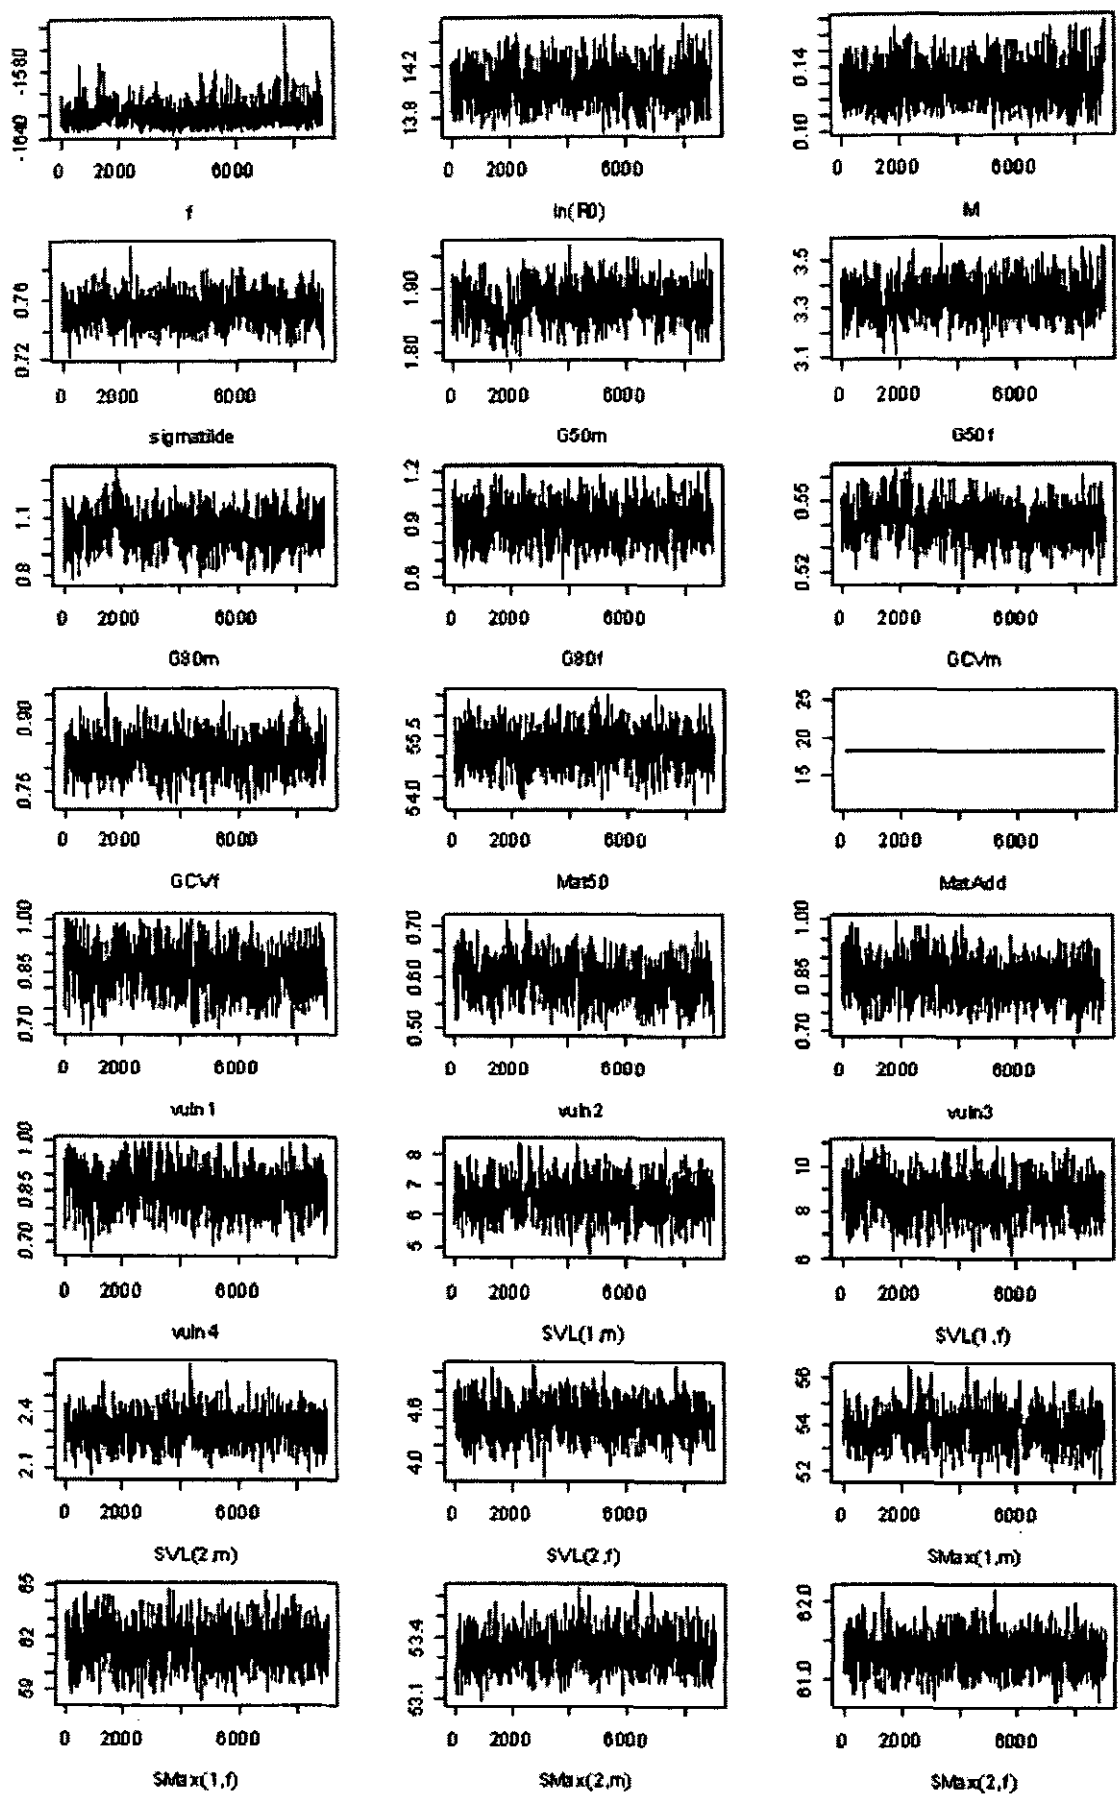 -1640 -1580
13.8 14.2
0.10 0.14
0 2000 6000
0 2000 6000
0 2000 6000
f
ln(R0)
M
0.72 0.76
1.80 1.90
3.1 3.3 3.5
0 2000 6000
0 2000 6000
0 2000 6000
sigmatilde
G50m
G50f
0.8 1.1
0.6 0.9 1.2
0.52 0.55
0 2000 6000
0 2000 6000
0 2000 6000
G80m
G80f
GCVm
0.75 0.90
54.0 55.5
15 20 25
0 2000 6000
0 2000 6000
0 2000 6000
GCVf
Mat50
MatAdd
0.70 0.85 1.00
0.50 0.60 0.70
0.70 0.85 1.00
0 2000 6000
0 2000 6000
0 2000 6000
vuln1
vuln2
vuln3
0.70 0.85 1.00
5 6 7 8
6 8 10
0 2000 6000
0 2000 6000
0 2000 6000
vuln4
SVL(1,m)
SVL(1,f)
2.1 2.4
4.0 4.6
52 54 56
0 2000 6000
0 2000 6000
0 2000 6000
SVL(2,m)
SVL(2,f)
SMax(1,m)
59 62 65
53.1 53.4
61.0 62.0
0 2000 6000
0 2000 6000
0 2000 6000
SMax(1,f)
SMax(2,m)
SMax(2,f)